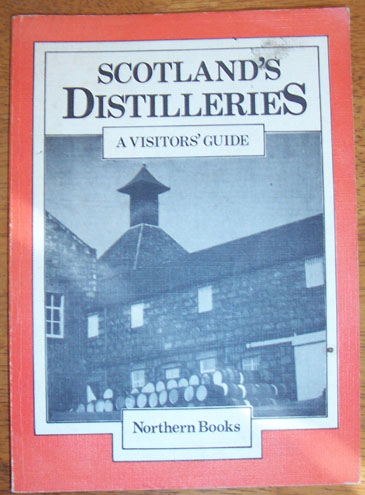 SCOTLAND'S
DISTILLERIES
A VISITORS' GUIDE
Northern Books